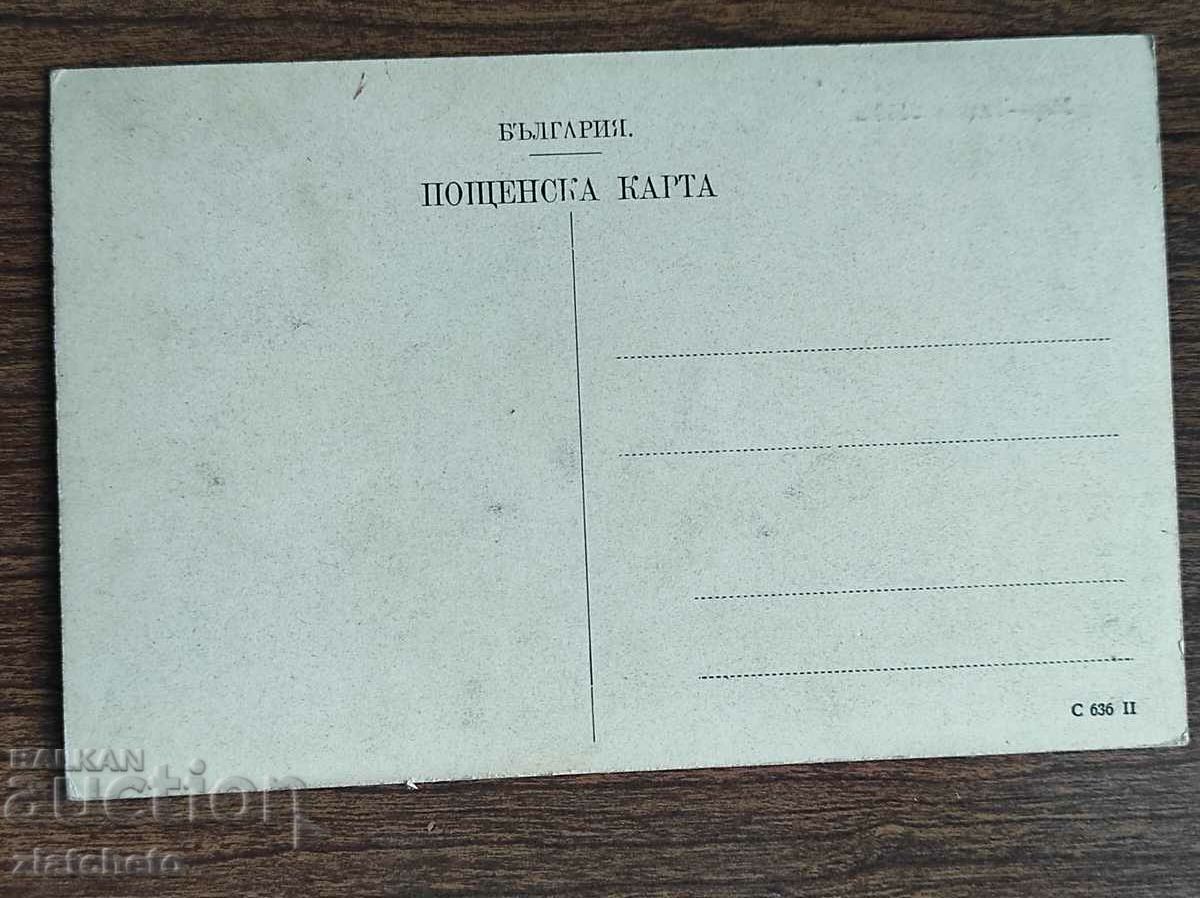 БЪЛГАРИЯ.
ПОЩЕНСКА КАРТА
С 636 II
BALKAN
auction
zlatcheto